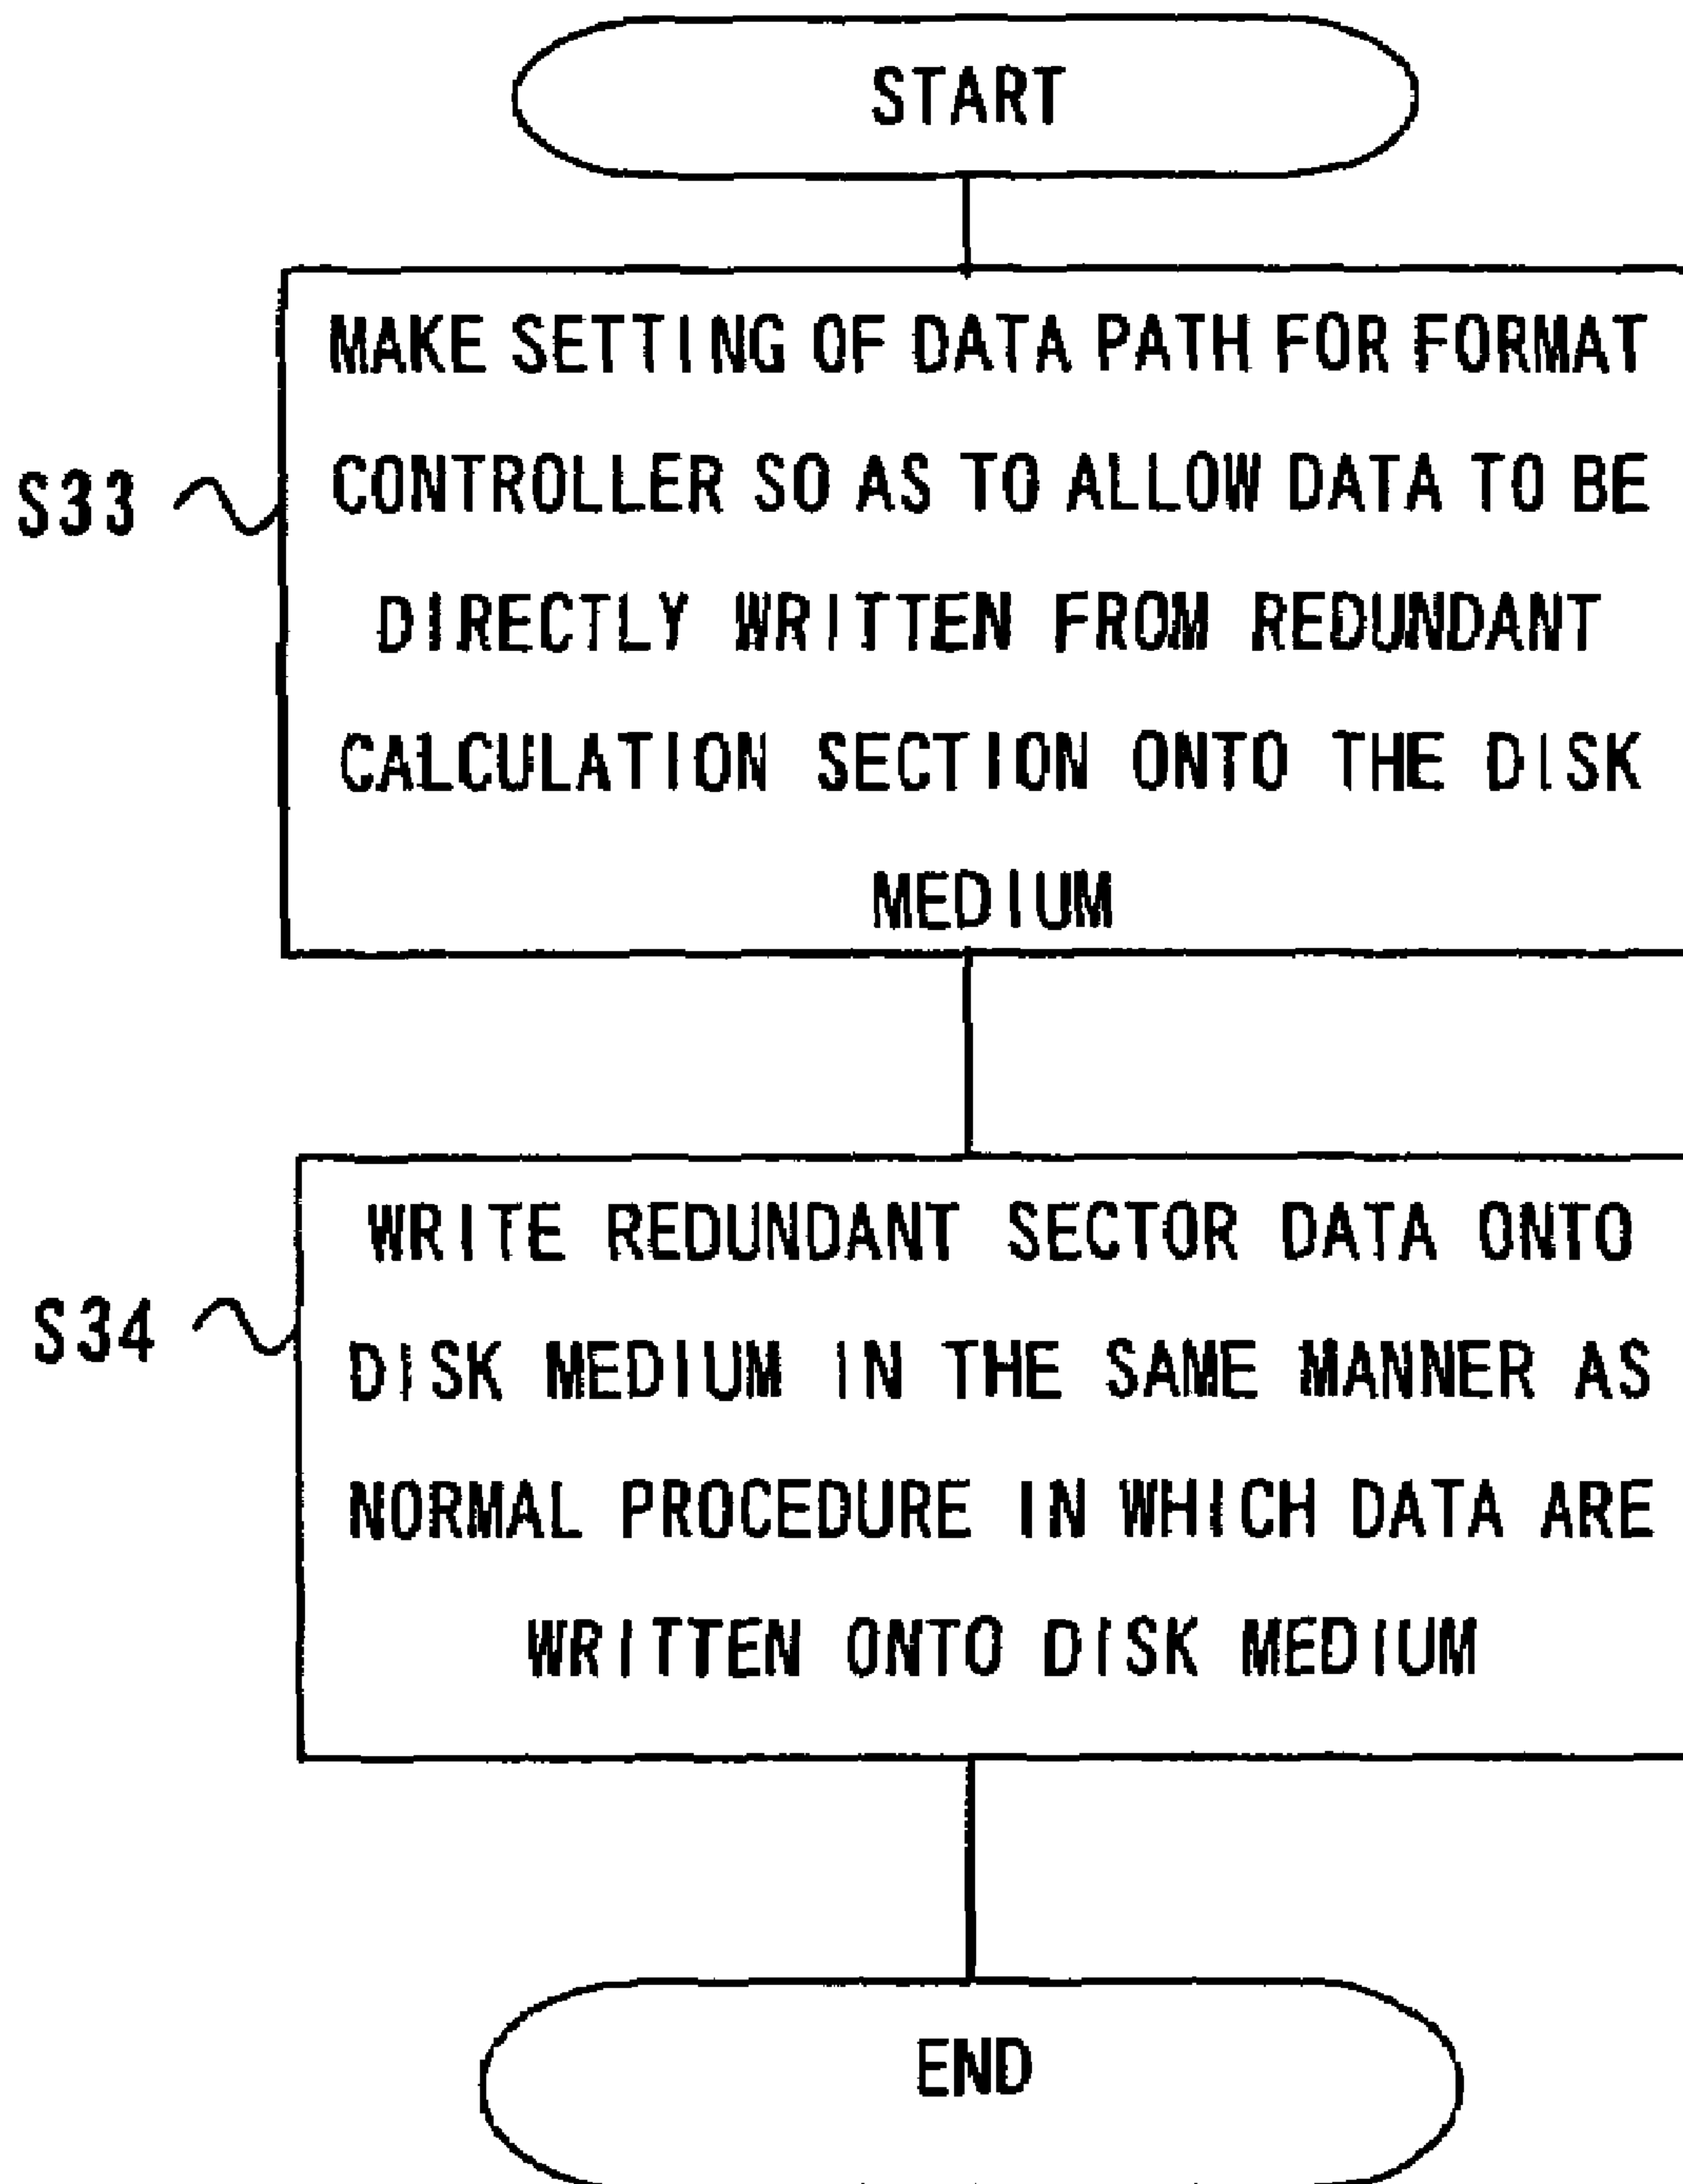 START
MAKE SETTING OF DATA PATH FOR FORMAT
S33 CONTROLLER SO AS TO ALLOW DATA TO BE
DIRECTLY WRITTEN FROM REDUNDANT
CALCULATION SECTION ONTO THE DISK
MEDIUM
WRITE REDUNDANT SECTOR DATA ONTO
S34 DISK MEDIUM IN THE SAME MANNER AS
NORMAL PROCEDURE IN WHICH DATA ARE
WRITTEN ONTO DISK MEDIUM
END